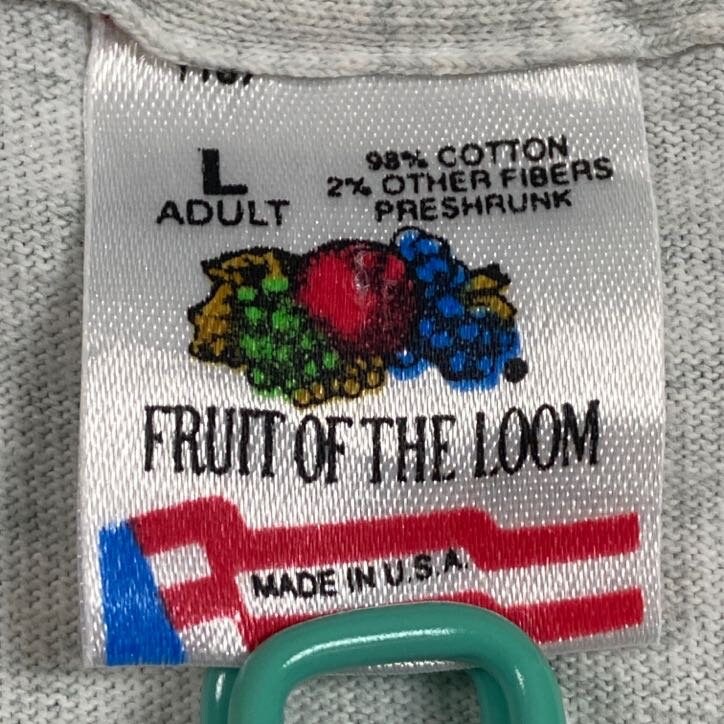 L
ADULT
98% COTTON
2% OTHER FIBERS
PRESHRUNK
FRUIT OF THE LOOM
MADE IN U.S.A.